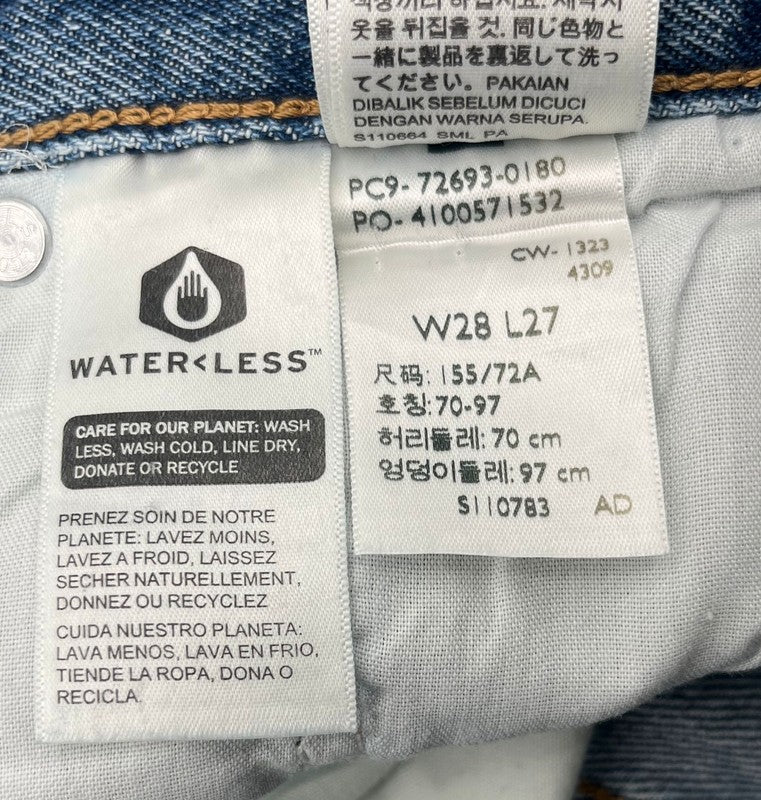 옷을 뒤집을 것. 同じ色物と
一緒に製品を裏返して洗っ
てください。PAKAIAN
DIBALIK SEBELUM DICUCI
DENGAN WARNA SERUPA.
S110664 SML PA
PC9-72693-0180
PO-4100571532
CW-1323
4309
W28 L27
尺码: 155/72A
호칭: 70-97
허리둘레: 70 cm
엉덩이둘레: 97 cm
S110783 AD
WATER<LESS™
CARE FOR OUR PLANET: WASH
LESS, WASH COLD, LINE DRY,
DONATE OR RECYCLE
PRENEZ SOIN DE NOTRE
PLANETE: LAVEZ MOINS,
LAVEZ A FROID, LAISSEZ
SECHER NATURELLEMENT,
DONNEZ OU RECYCLEZ
CUIDA NUESTRO PLANETA:
LAVA MENOS, LAVA EN FRIO,
TIENDE LA ROPA, DONA O
RECICLA.